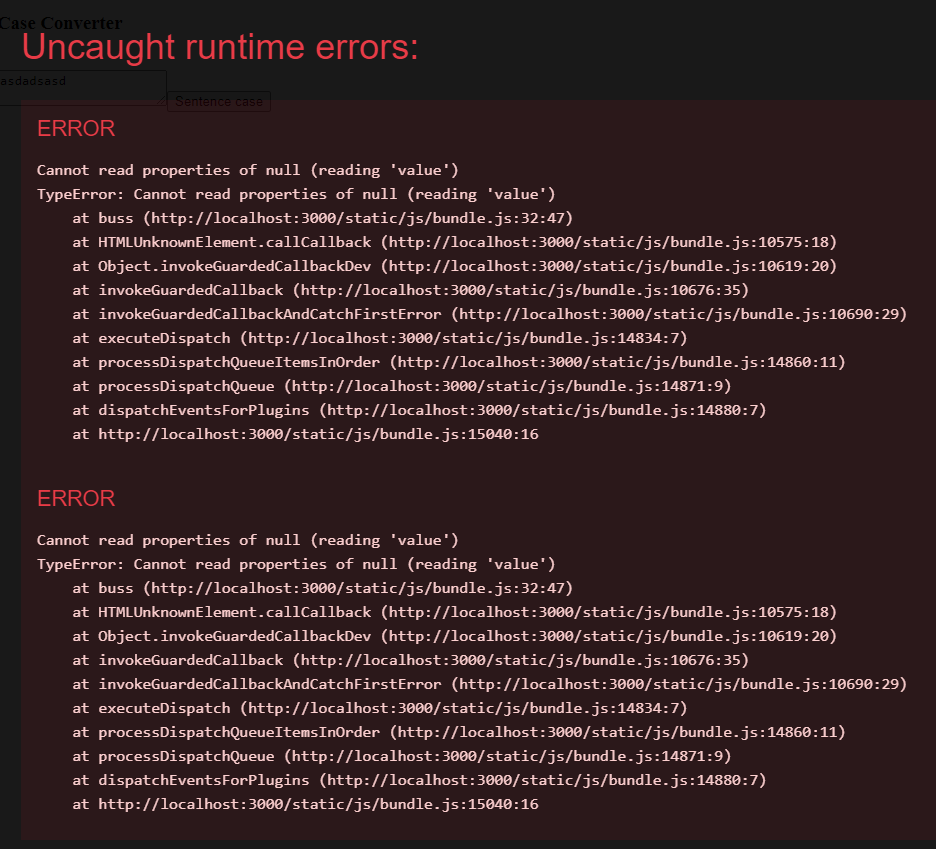 Case Converter
Uncaught runtime errors:
asdadsasd
Sentence case
ERROR
Cannot read properties of null (reading 'value')
TypeError: Cannot read properties of null (reading 'value')
at buss (http://localhost:3000/static/js/bundle.js:32:47)
at HTMLUnknownElement.callCallback (http://localhost:3000/static/js/bundle.js:10575:18)
at Object.invokeGuardedCallbackDev (http://localhost:3000/static/js/bundle.js:10619:20)
at invokeGuardedCallback (http://localhost:3000/static/js/bundle.js:10676:35)
at invokeGuardedCallbackAndCatchFirstError (http://localhost:3000/static/js/bundle.js:10690:29)
at executeDispatch (http://localhost:3000/static/js/bundle.js:14834:7)
at processDispatchQueueItemsInOrder (http://localhost:3000/static/js/bundle.js:14860:11)
at processDispatchQueue (http://localhost:3000/static/js/bundle.js:14871:9)
at dispatchEventsForPlugins (http://localhost:3000/static/js/bundle.js:14880:7)
at http://localhost:3000/static/js/bundle.js:15040:16
ERROR
Cannot read properties of null (reading 'value')
TypeError: Cannot read properties of null (reading 'value')
at buss (http://localhost:3000/static/js/bundle.js:32:47)
at HTMLUnknownElement.callCallback (http://localhost:3000/static/js/bundle.js:10575:18)
at Object.invokeGuardedCallbackDev (http://localhost:3000/static/js/bundle.js:10619:20)
at invokeGuardedCallback (http://localhost:3000/static/js/bundle.js:10676:35)
at invokeGuardedCallbackAndCatchFirstError (http://localhost:3000/static/js/bundle.js:10690:29)
at executeDispatch (http://localhost:3000/static/js/bundle.js:14834:7)
at processDispatchQueueItemsInOrder (http://localhost:3000/static/js/bundle.js:14860:11)
at processDispatchQueue (http://localhost:3000/static/js/bundle.js:14871:9)
at dispatchEventsForPlugins (http://localhost:3000/static/js/bundle.js:14880:7)
at http://localhost:3000/static/js/bundle.js:15040:16